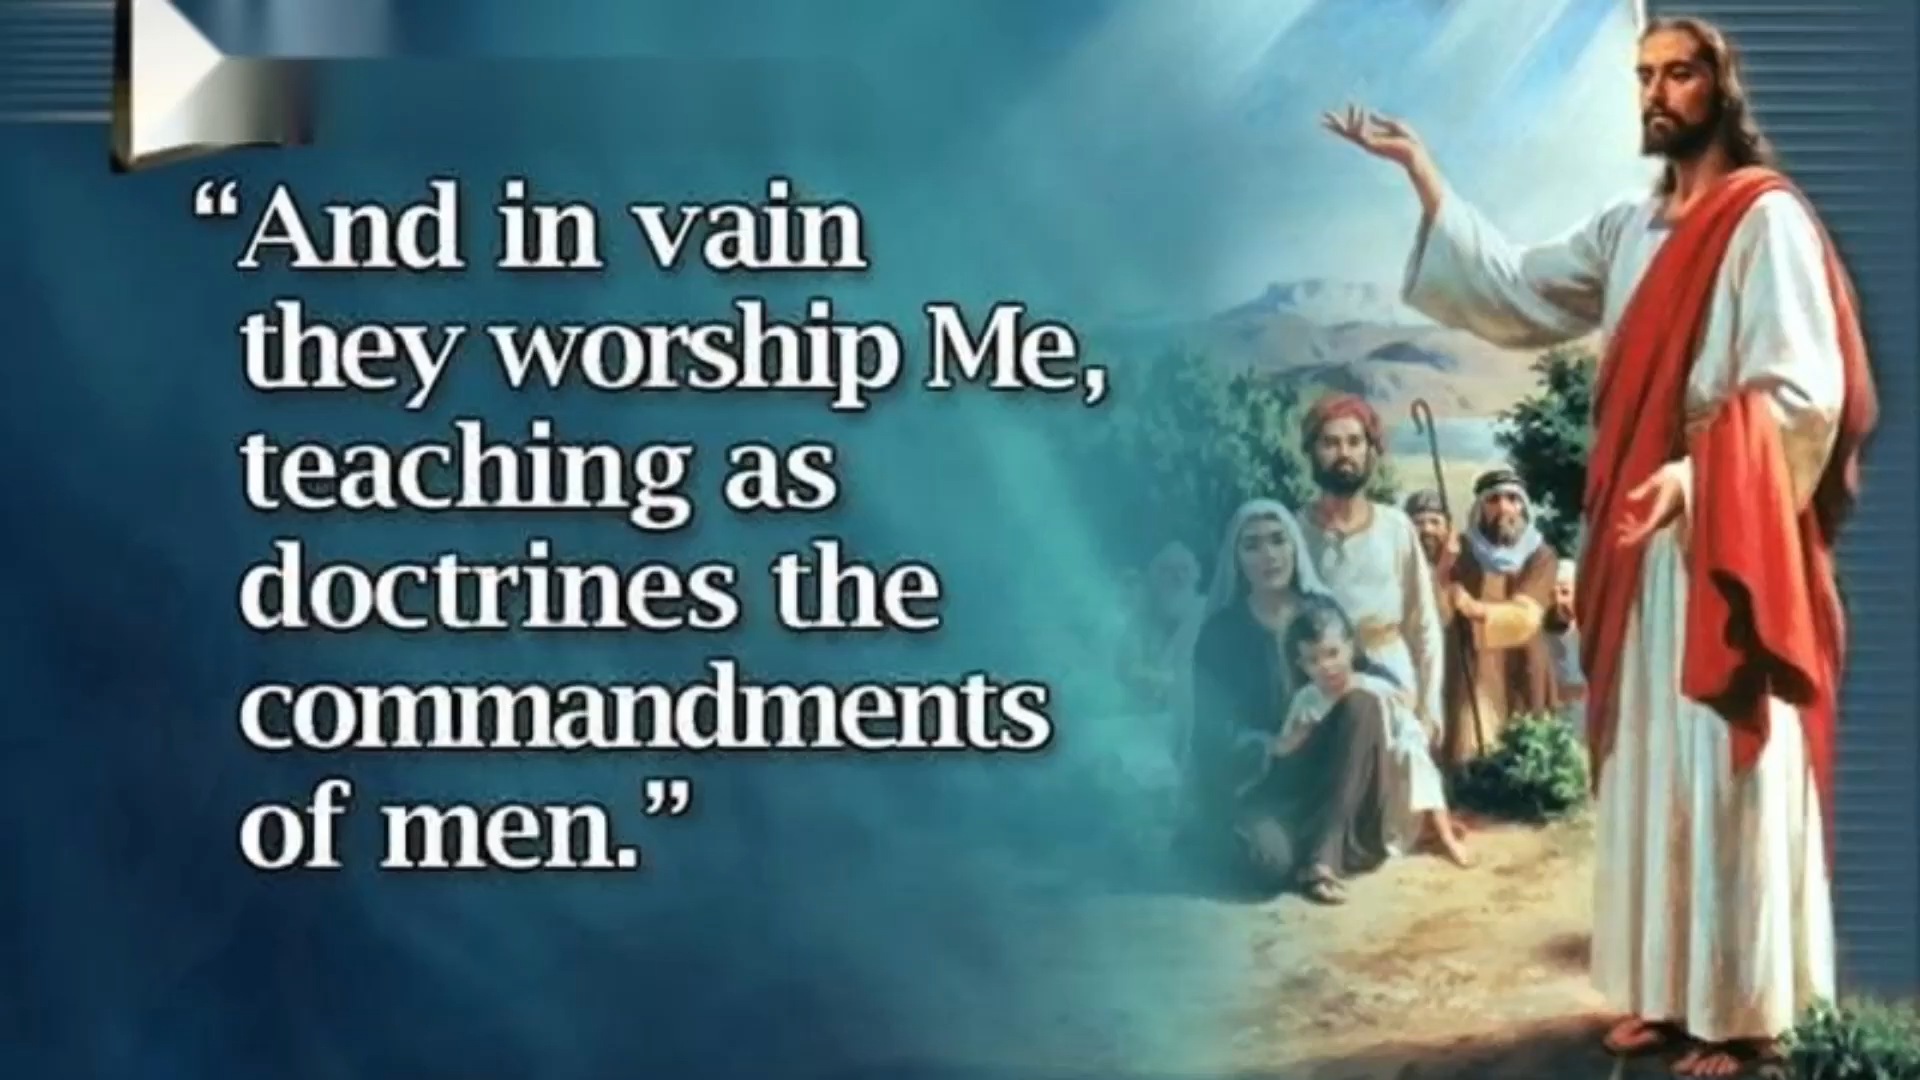 “And in vain
they worship Me,
teaching as
doctrines the
commandments
of men.”